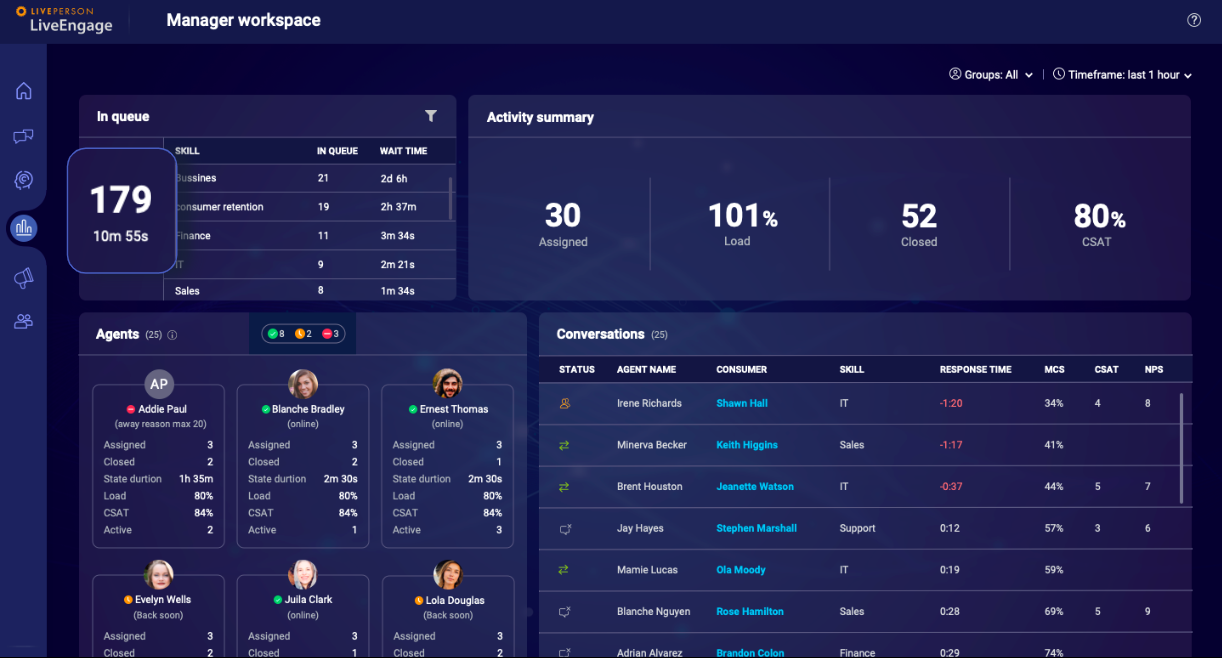 LIVEPERSON
LiveEngage
Manager workspace
Groups: All
Timeframe: last 1 hour
In queue
179
10m 55s
SKILL IN QUEUE WAIT TIME
Bussines 21 2d 6h
consumer retention 19 2h 37m
Finance 11 3m 34s
IT 9 2m 21s
Sales 8 1m 34s
Activity summary
30 101% 52 80%
Assigned Load Closed CSAT
Agents (25) 8 2 3
AP
Addie Paul
(away reason max 20)
Assigned 3
Closed 2
State durtion 1h 35m
Load 80%
CSAT 84%
Active 2
Blanche Bradley
(online)
Assigned 3
Closed 2
State durtion 2m 30s
Load 80%
CSAT 84%
Active 1
Ernest Thomas
(online)
Assigned 3
Closed 1
State durtion 2m 30s
Load 80%
CSAT 84%
Active 3
Evelyn Wells
(Back soon)
Assigned 3
Closed 2
Juila Clark
(online)
Assigned 3
Closed 1
Lola Douglas
(Back soon)
Assigned 3
Closed 2
Conversations (25)
STATUS AGENT NAME CONSUMER SKILL RESPONSE TIME MCS CSAT NPS
Irene Richards Shawn Hall IT -1:20 34% 4 8
Minerva Becker Keith Higgins Sales -1:17 41%
Brent Houston Jeanette Watson IT -0:37 44% 5 7
Jay Hayes Stephen Marshall Support 0:12 57% 3 6
Mamie Lucas Ola Moody IT 0:19 59%
Blanche Nguyen Rose Hamilton Sales 0:28 69% 5 9
Adrian Alvarez Brandon Colon Finance 0:29 74%